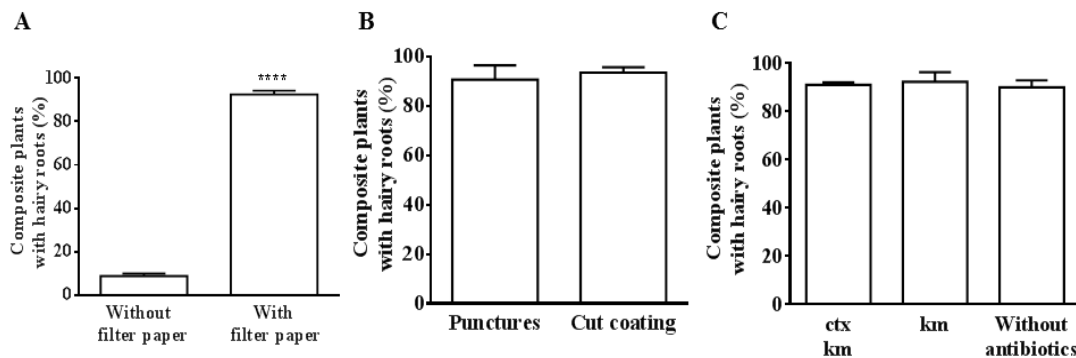 A
Composite plants
with hairy roots (%)
100
80
60
40
20
0
****
Without
filter paper
With
filter paper
B
Composite plants
with hairy roots (%)
100
80
60
40
20
0
Punctures
Cut coating
C
Composite plants
with hairy roots (%)
100
80
60
40
20
0
ctx
km
km
Without
antibiotics